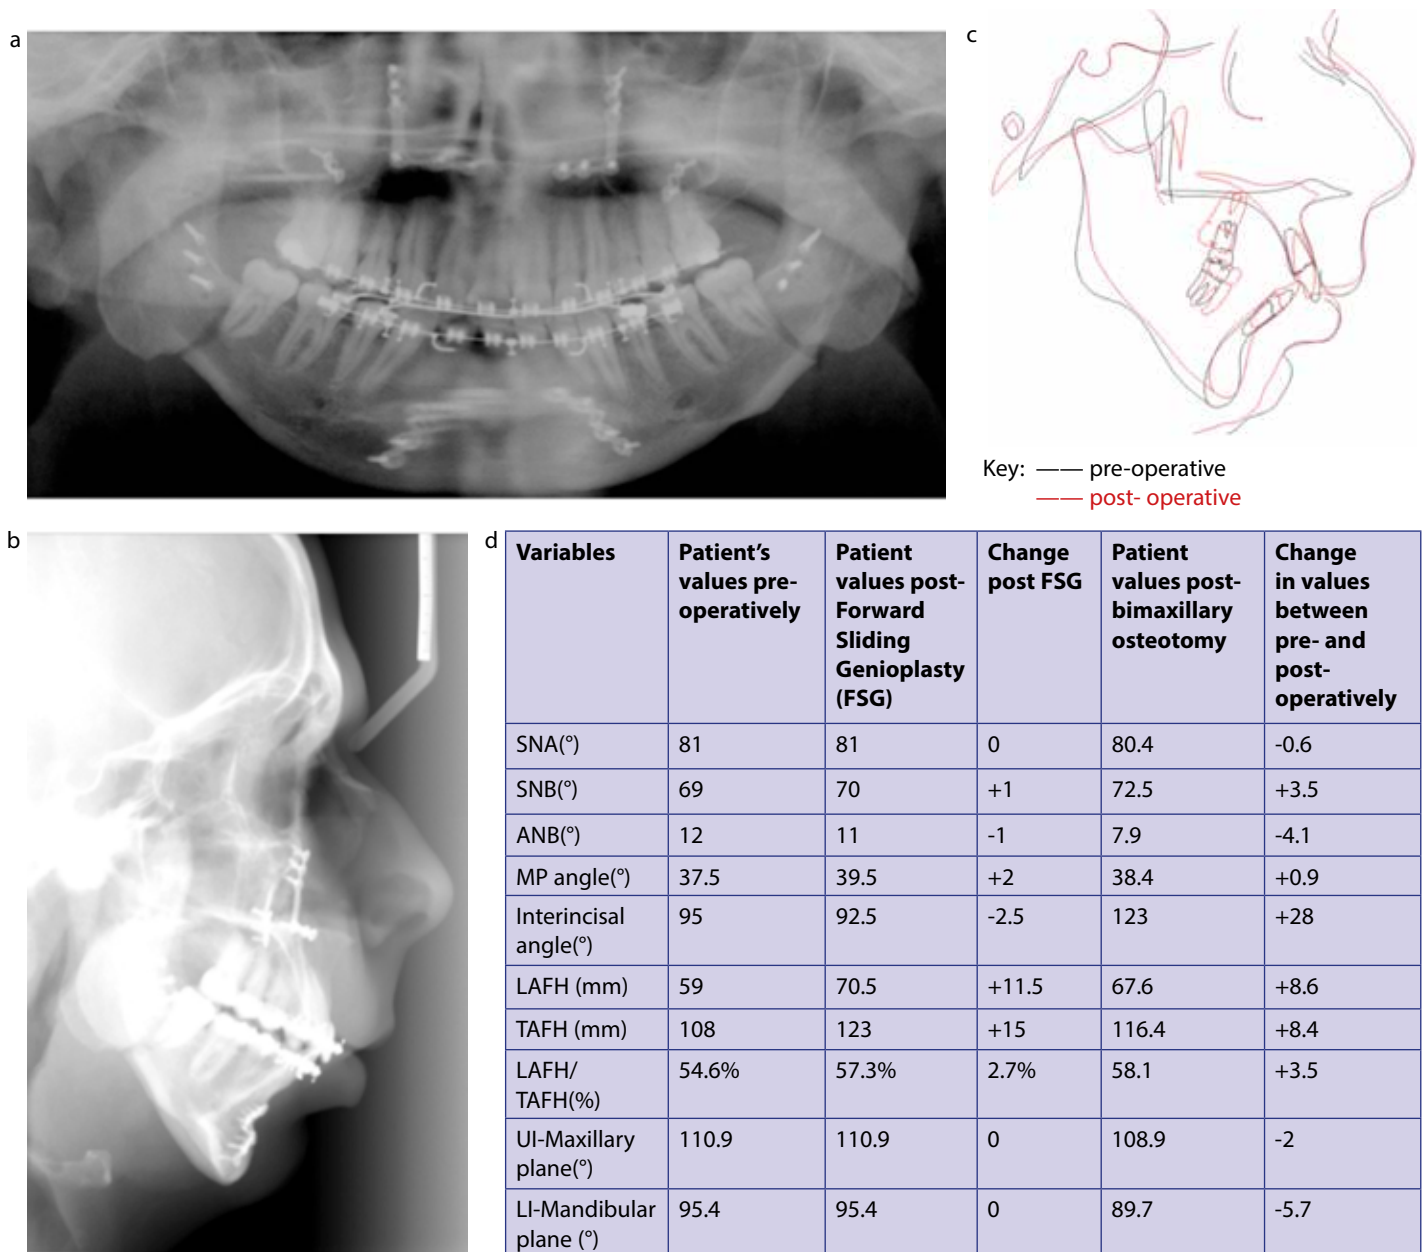 a
c
Key: —— pre-operative
—— post- operative
b
d
Variables
Patient's
values pre-
operatively
Patient
values post-
Forward
Sliding
Genioplasty
(FSG)
Change
post FSG
Patient
values post-
bimaxillary
osteotomy
Change
in values
between
pre- and
post-
operatively
SNA(°) 81 81 0 80.4 -0.6
SNB(°) 69 70 +1 72.5 +3.5
ANB(°) 12 11 -1 7.9 -4.1
MP angle(°) 37.5 39.5 +2 38.4 +0.9
Interincisal 95 92.5 -2.5 123 +28
angle(°)
LAFH (mm) 59 70.5 +11.5 67.6 +8.6
TAFH (mm) 108 123 +15 116.4 +8.4
LAFH/ 54.6% 57.3% 2.7% 58.1 +3.5
TAFH(%)
UI-Maxillary 110.9 110.9 0 108.9 -2
plane(°)
LI-Mandibular 95.4 95.4 0 89.7 -5.7
plane (°)